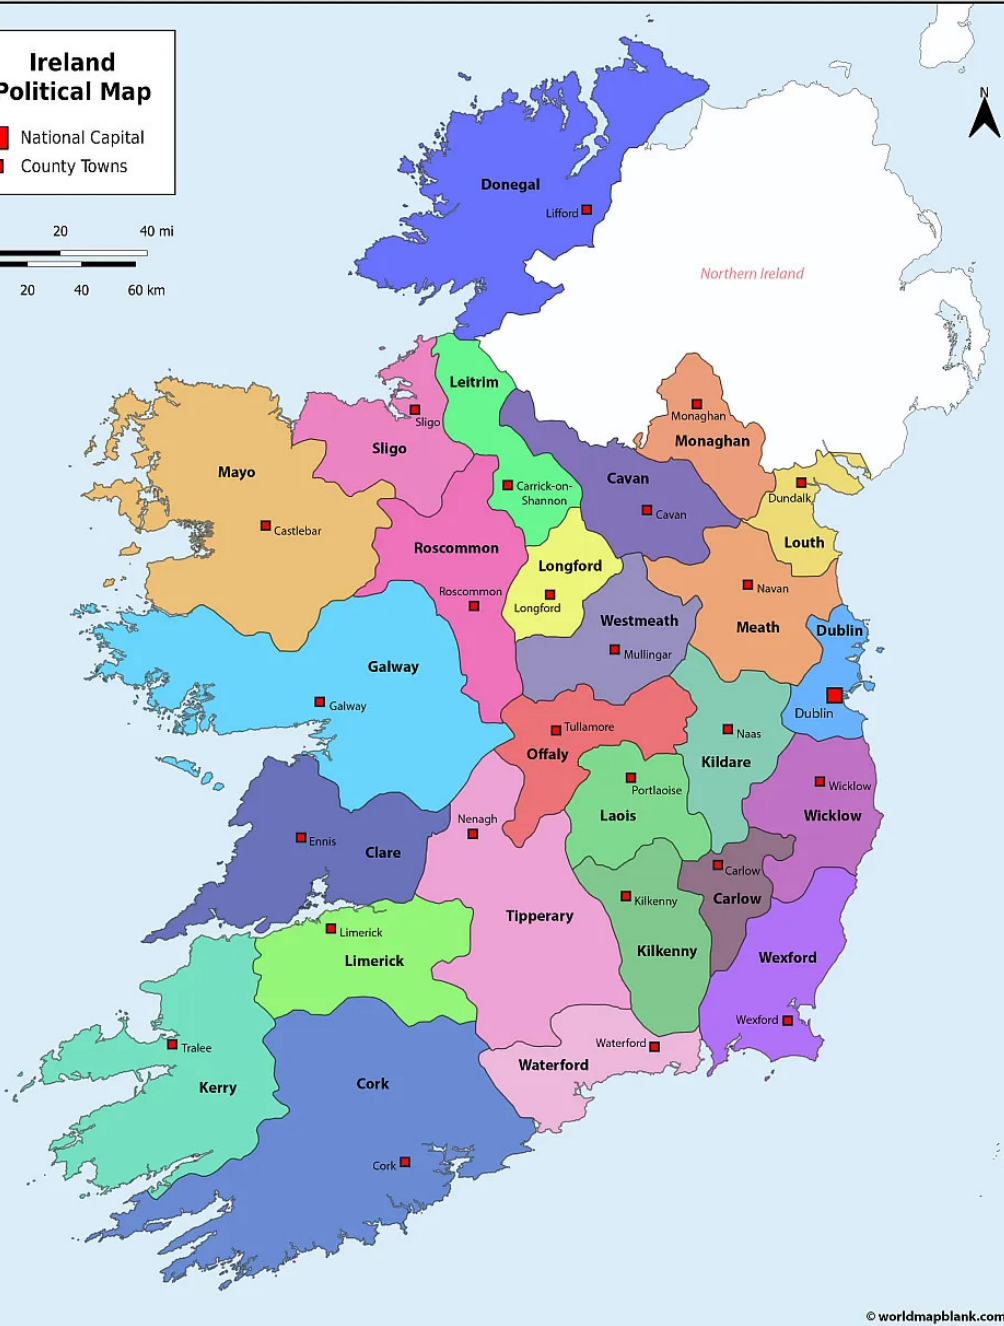 Ireland
Political Map
National Capital
County Towns
20 40 mi
20 40 60 km
N
Donegal
Lifford
Northern Ireland
Leitrim
Monaghan
Monaghan
Sligo
Sligo
Mayo
Cavan
Cavan
Carrick-on-
Shannon
Dundalk
Castlebar
Louth
Roscommon
Longford
Roscommon
Longford
Navan
Westmeath
Meath
Dublin
Mullingar
Galway
Galway
Dublin
Tullamore
Naas
Offaly
Kildare
Portlaoise
Wicklow
Laois
Wicklow
Nenagh
Ennis
Clare
Carlow
Carlow
Kilkenny
Tipperary
Limerick
Limerick
Kilkenny
Wexford
Wexford
Tralee
Waterford
Waterford
Kerry
Cork
Cork
© worldmapblank.com